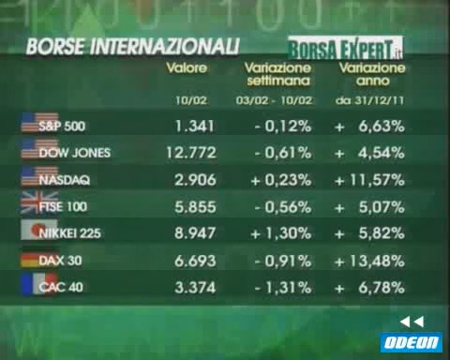 BORSE INTERNAZIONALI BORSAEXPERT.it
Valore Variazione settimana Variazione anno
10/02 03/02 - 10/02 da 31/12/11
S&P 500 1.341 - 0,12% + 6,63%
DOW JONES 12.772 - 0,61% + 4,54%
NASDAQ 2.906 + 0,23% + 11,57%
FTSE 100 5.855 - 0,56% + 5,07%
NIKKEI 225 8.947 + 1,30% + 5,82%
DAX 30 6.693 - 0,91% + 13,48%
CAC 40 3.374 - 1,31% + 6,78%
ODEON